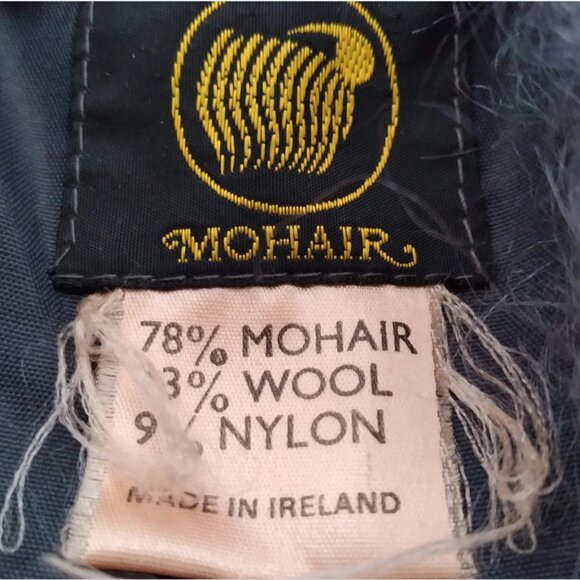 MOHAIR
78% MOHAIR
3% WOOL
9% NYLON
MADE IN IRELAND